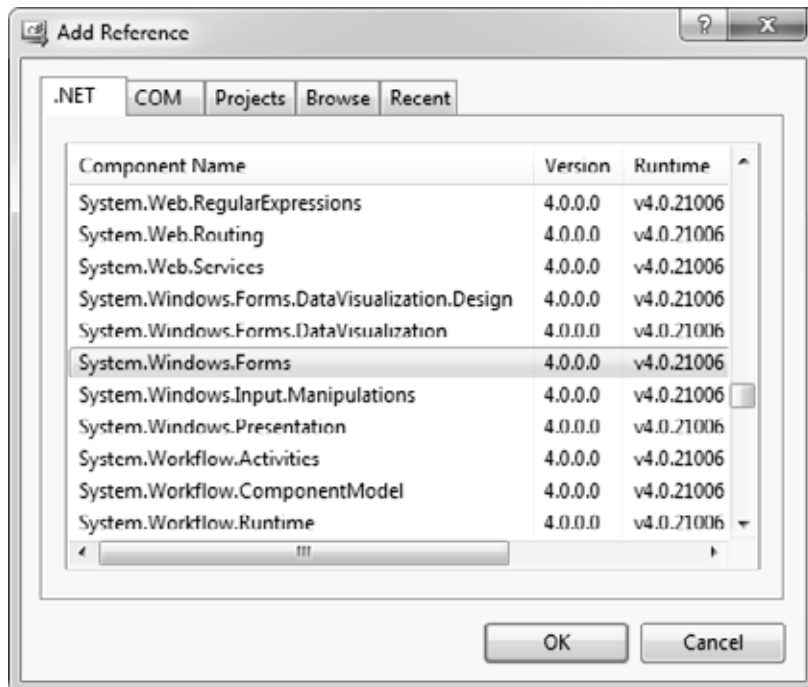 Add Reference
.NET COM Projects Browse Recent
Component Name Version Runtime
System.Web.RegularExpressions 4.0.0.0 v4.0.21006
System.Web.Routing 4.0.0.0 v4.0.21006
System.Web.Services 4.0.0.0 v4.0.21006
System.Windows.Forms.DataVisualization.Design 4.0.0.0 v4.0.21006
System.Windows.Forms.DataVisualization 4.0.0.0 v4.0.21006
System.Windows.Forms 4.0.0.0 v4.0.21006
System.Windows.Input.Manipulations 4.0.0.0 v4.0.21006
System.Windows.Presentation 4.0.0.0 v4.0.21006
System.Workflow.Activities 4.0.0.0 v4.0.21006
System.Workflow.ComponentModel 4.0.0.0 v4.0.21006
System.Workflow.Runtime 4.0.0.0 v4.0.21006
OK Cancel